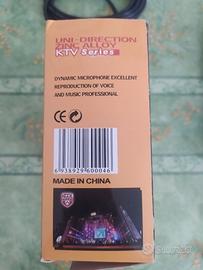 UNI-DIRECTION
ZINC ALLOY
KTV Series
DYNAMIC MICROPHONE EXCELLENT
REPRODUCTION OF VOICE
AND MUSIC PROFESSIONAL
CE
6 938929 600046
MADE IN CHINA
subito